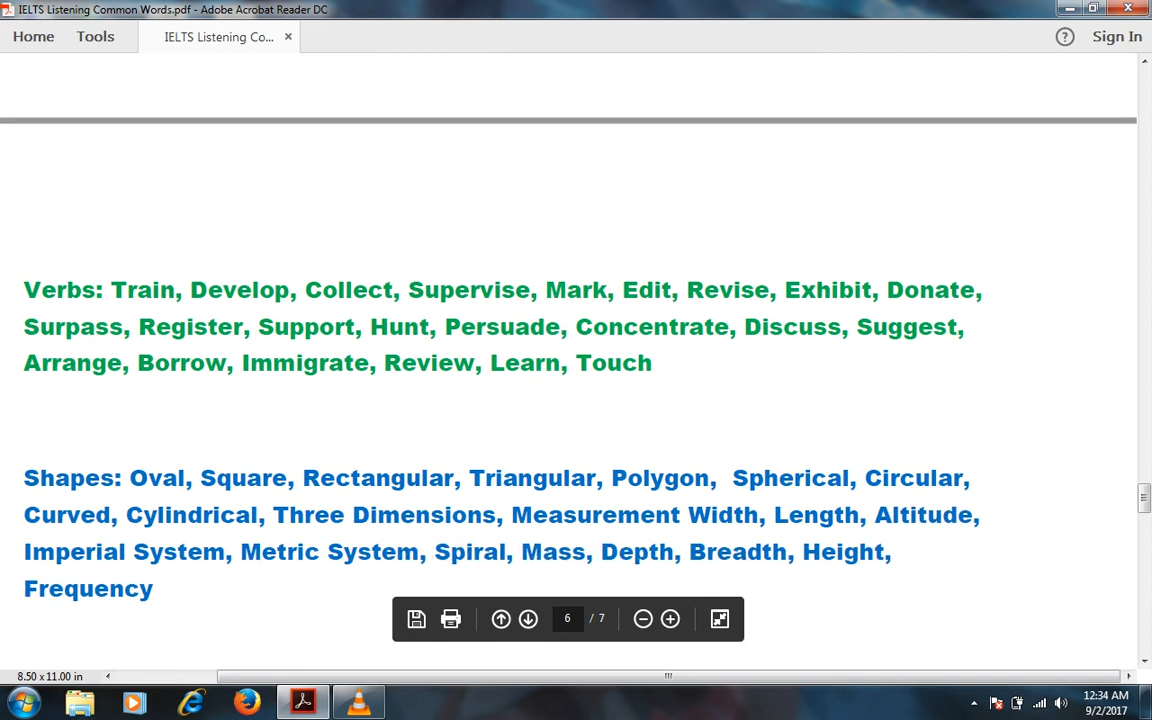 IELTS Listening Common Words.pdf - Adobe Acrobat Reader DC
Home Tools IELTS Listening Co... × ? Sign In
Verbs: Train, Develop, Collect, Supervise, Mark, Edit, Revise, Exhibit, Donate,
Surpass, Register, Support, Hunt, Persuade, Concentrate, Discuss, Suggest,
Arrange, Borrow, Immigrate, Review, Learn, Touch
Shapes: Oval, Square, Rectangular, Triangular, Polygon,  Spherical, Circular,
Curved, Cylindrical, Three Dimensions, Measurement Width, Length, Altitude,
Imperial System, Metric System, Spiral, Mass, Depth, Breadth, Height,
Frequency
6 / 7
8.50 x 11.00 in
12:34 AM
9/2/2017